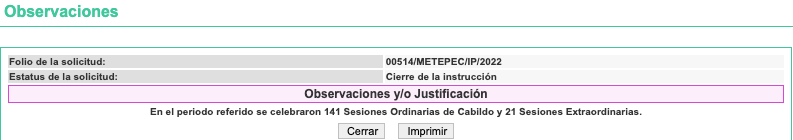 Observaciones
Folio de la solicitud: 00514/METEPEC/IP/2022
Estatus de la solicitud: Cierre de la instrucción
Observaciones y/o Justificación
En el periodo referido se celebraron 141 Sesiones Ordinarias de Cabildo y 21 Sesiones Extraordinarias.
Cerrar Imprimir